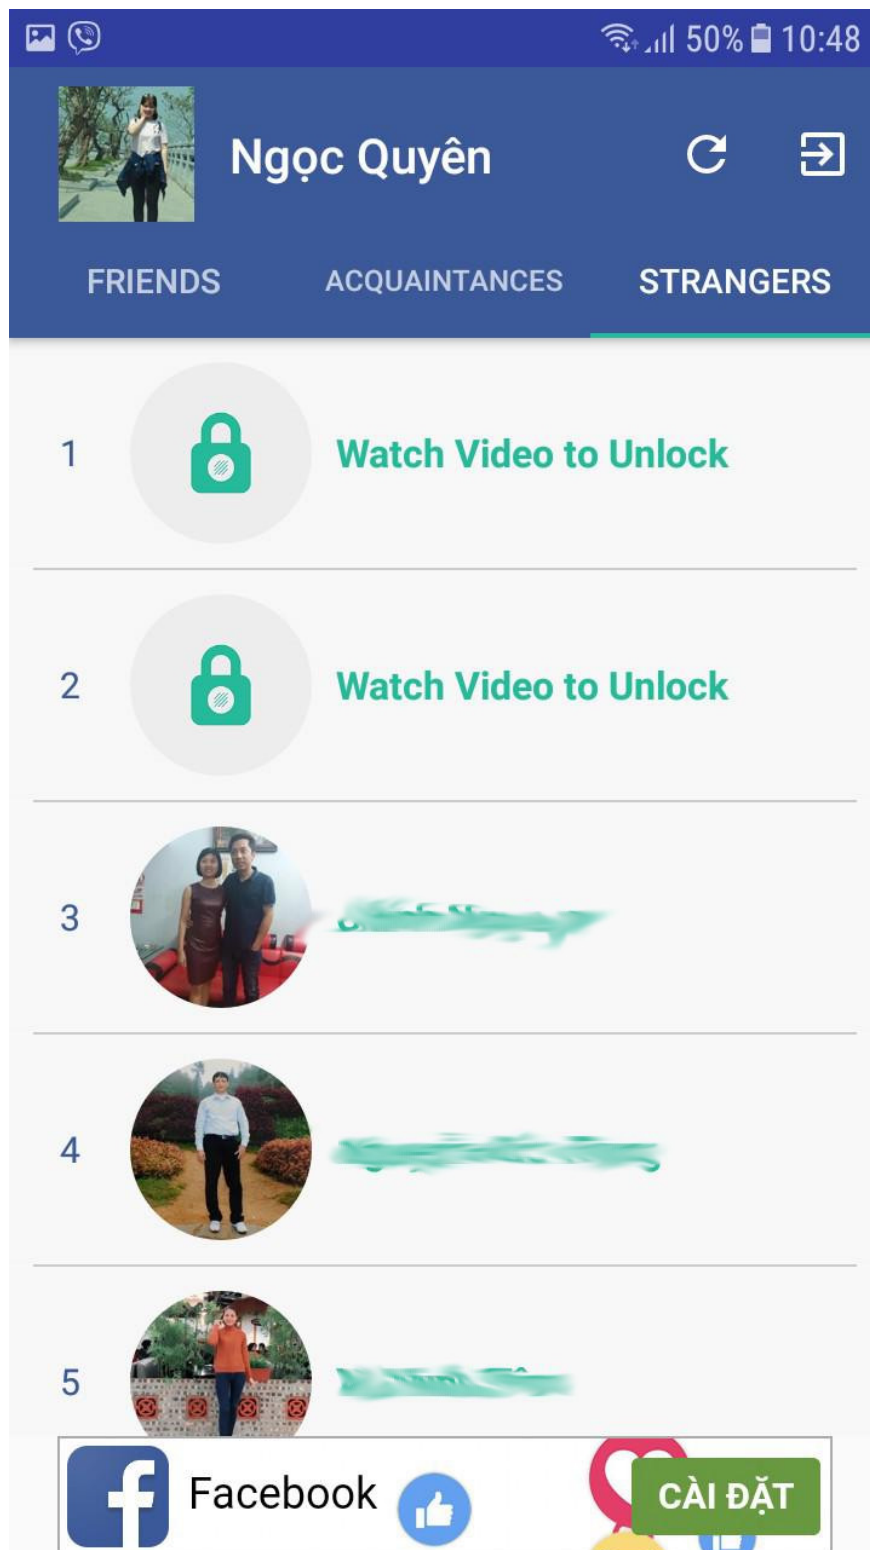 50% 10:48
Ngọc Quyên
FRIENDS ACQUAINTANCES STRANGERS
1 Watch Video to Unlock
2 Watch Video to Unlock
3
4
5
Facebook CÀI ĐẶT